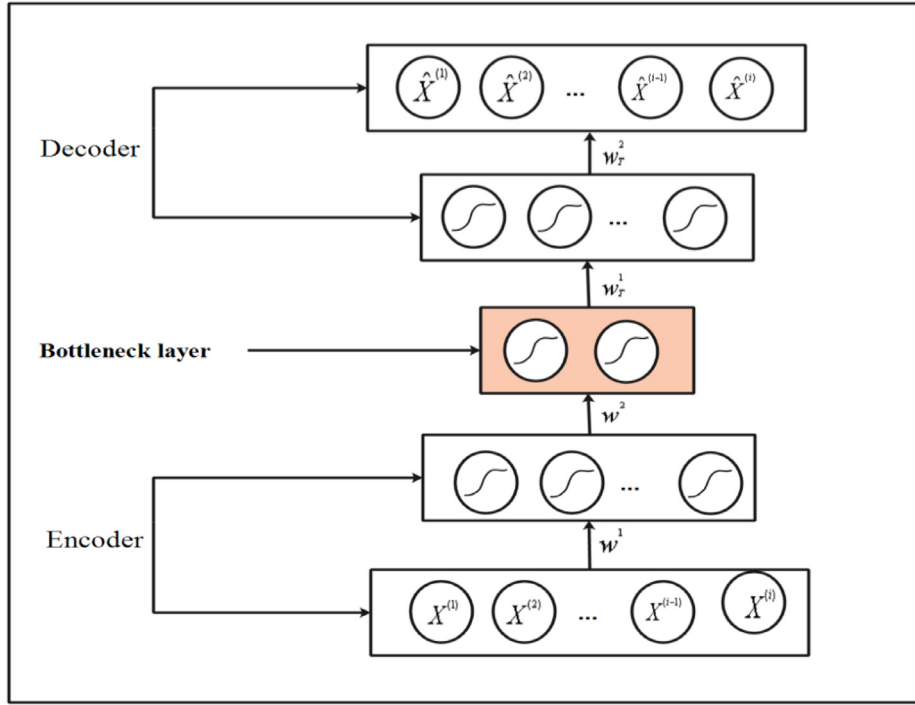 X̂⁽¹⁾ X̂⁽²⁾ ... X̂⁽ⁱ⁻¹⁾ X̂⁽ⁱ⁾
Decoder
w_T²
...
w_T¹
Bottleneck layer
w²
...
Encoder
w¹
X⁽¹⁾ X⁽²⁾ ... X⁽ⁱ⁻¹⁾ X⁽ⁱ⁾